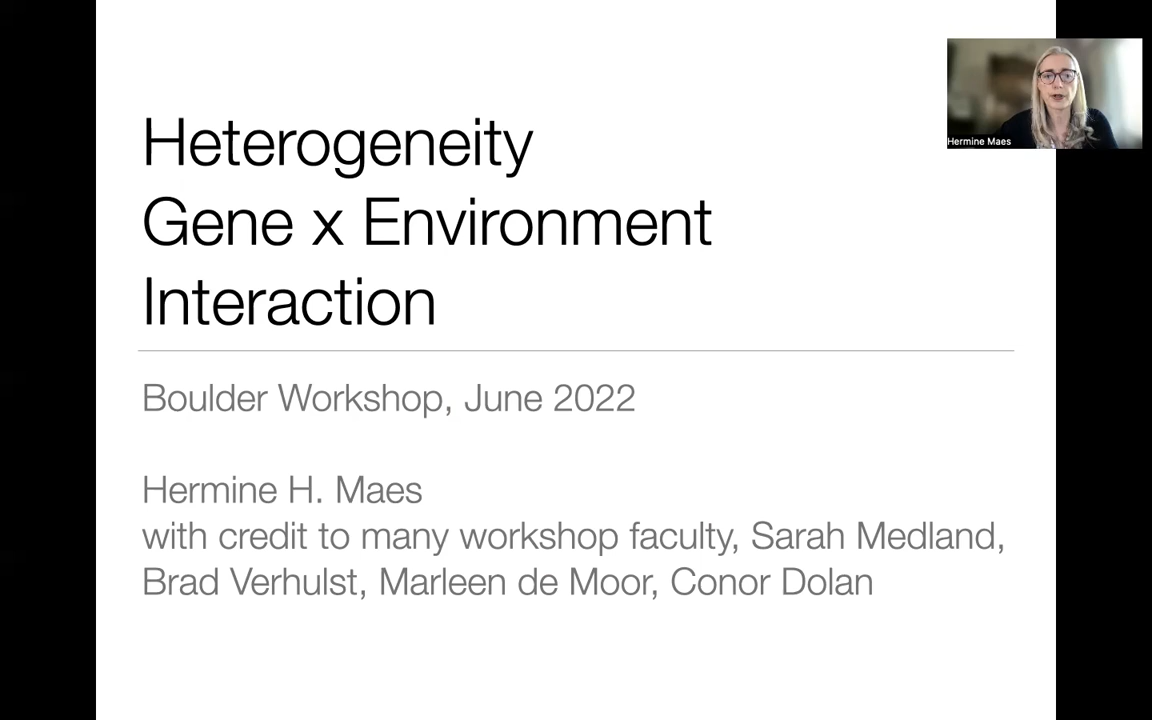 Heterogeneity
Gene x Environment
Interaction
Boulder Workshop, June 2022
Hermine H. Maes
with credit to many workshop faculty, Sarah Medland,
Brad Verhulst, Marleen de Moor, Conor Dolan
Hermine Maes